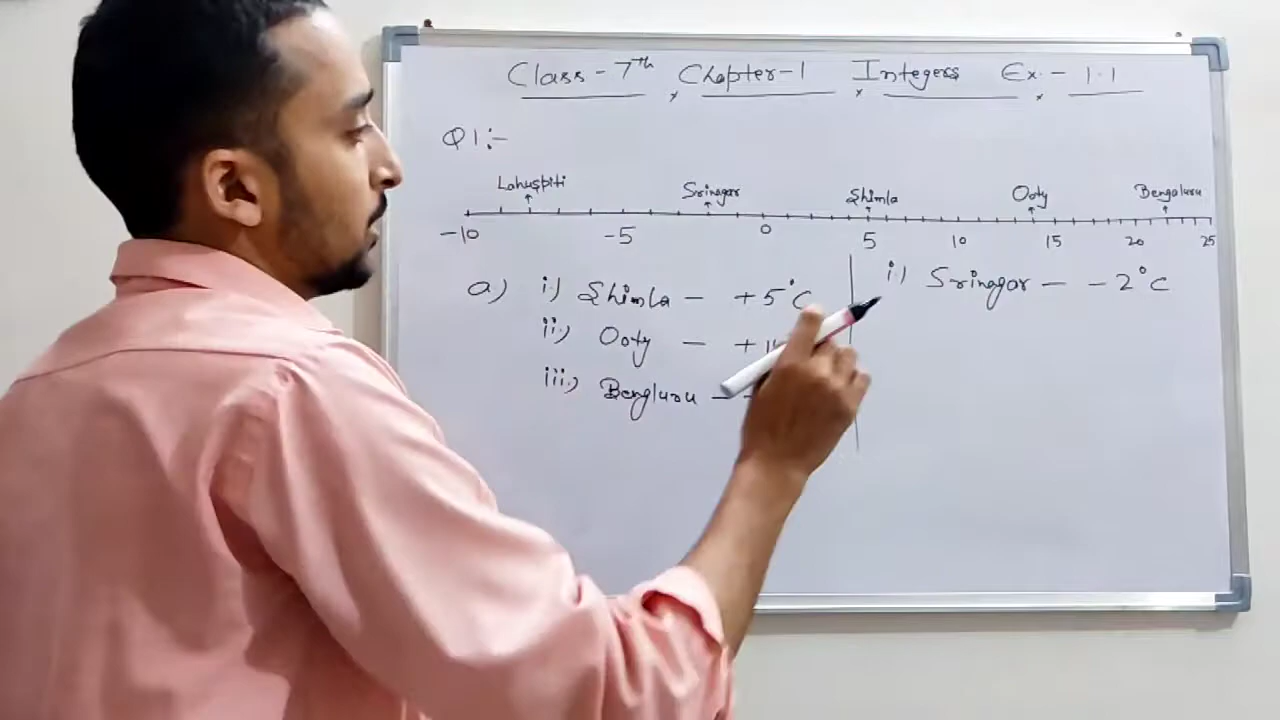 Class - 7th Chapter-1 Integers Ex.- 1.1
Q1:-
Lahuspiti Srinagar Shimla Ooty Bengaluru
-10 -5 0 5 10 15 20 25
a) i.) Shimla - +5°C
ii.) Ooty - +
iii.) Bengluru -
i.) Srinagar - -2°C